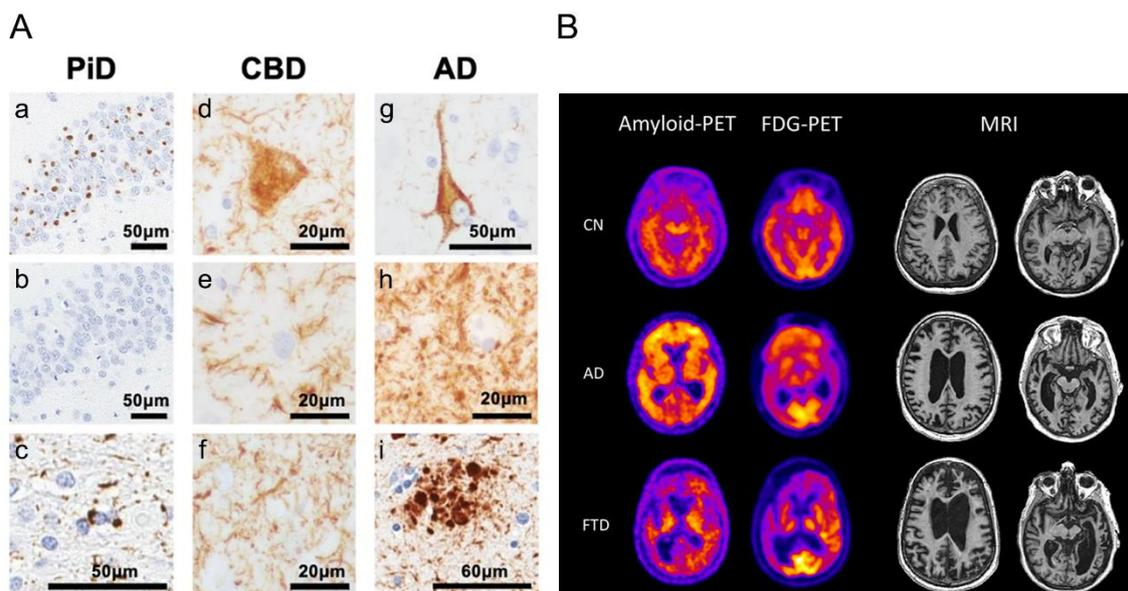 A
PiD CBD AD
a d g
50µm 20µm 50µm
b e h
50µm 20µm 20µm
c f i
50µm 20µm 60µm
B
Amyloid-PET FDG-PET MRI
CN
AD
FTD